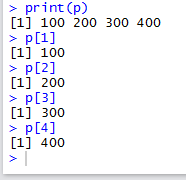 > print(p)
[1] 100 200 300 400
> p[1]
[1] 100
> p[2]
[1] 200
> p[3]
[1] 300
> p[4]
[1] 400
>